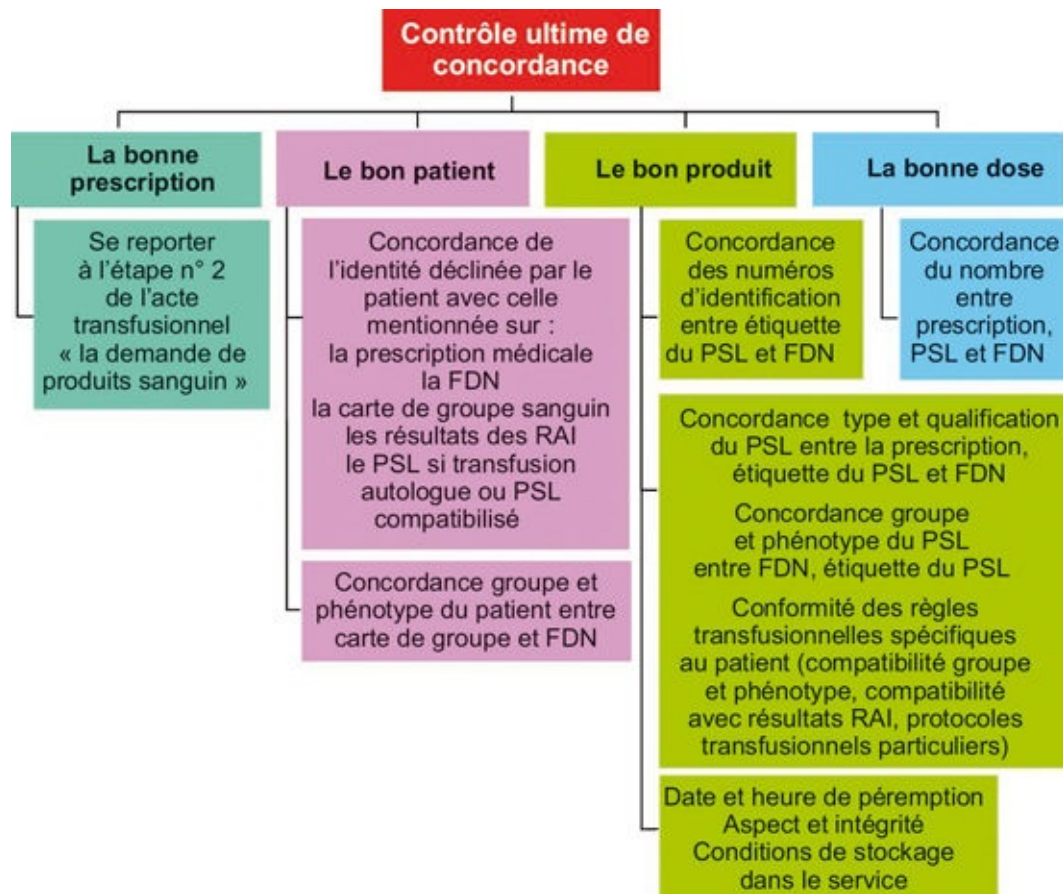 Contrôle ultime de
concordance
La bonne
prescription
Le bon patient
Le bon produit
La bonne dose
Se reporter
à l'étape n° 2
de l'acte
transfusionnel
« la demande de
produits sanguin »
Concordance de
l'identité déclinée par le
patient avec celle
mentionnée sur :
la prescription médicale
la FDN
la carte de groupe sanguin
les résultats des RAI
le PSL si transfusion
autologue ou PSL
compatibilisé
Concordance groupe et
phénotype du patient entre
carte de groupe et FDN
Concordance
des numéros
d'identification
entre étiquette
du PSL et FDN
Concordance type et qualification
du PSL entre la prescription,
étiquette du PSL et FDN
Concordance groupe
et phénotype du PSL
entre FDN, étiquette du PSL
Conformité des règles
transfusionnelles spécifiques
au patient (compatibilité groupe
et phénotype, compatibilité
avec résultats RAI, protocoles
transfusionnels particuliers)
Date et heure de péremption
Aspect et intégrité
Conditions de stockage
dans le service
Concordance
du nombre
entre
prescription,
PSL et FDN